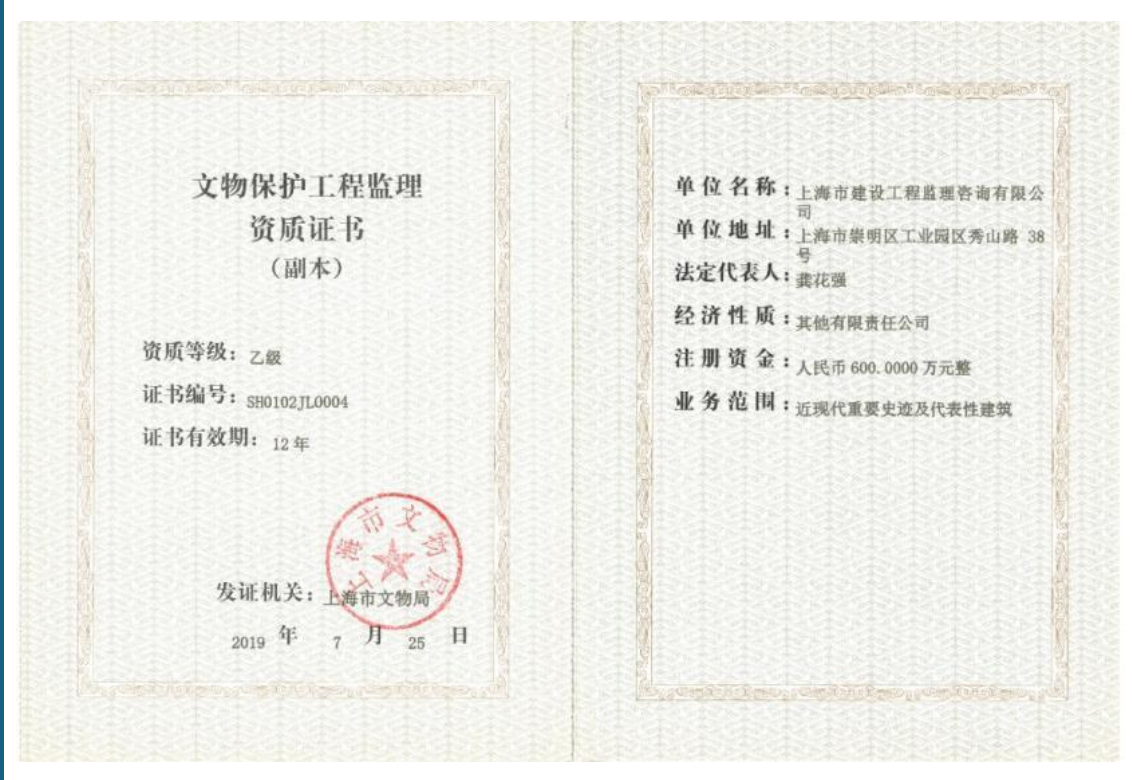 文物保护工程监理
资质证书
（副本）
资质等级：乙级
证书编号：SH0102JL0004
证书有效期：12 年
上海市文物局
发证机关：上海市文物局
2019 年 7 月 25 日
单位名称：上海市建设工程监理咨询有限公
司
单位地址：上海市崇明区工业园区秀山路 38
号
法定代表人：龚花强
经济性质：其他有限责任公司
注册资金：人民币 600.0000 万元整
业务范围：近现代重要史迹及代表性建筑